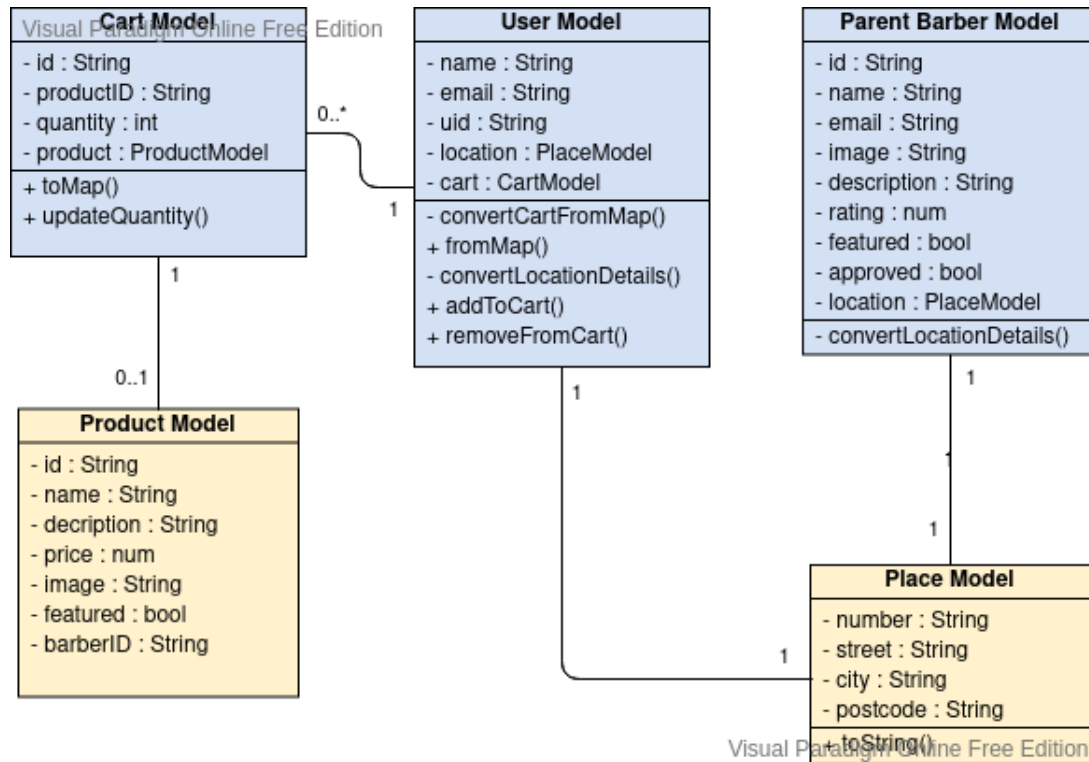 Cart Model
Visual Paradigm Online Free Edition
- id : String
- productID : String
- quantity : int
- product : ProductModel
+ toMap()
+ updateQuantity()
0..*
1
User Model
- name : String
- email : String
- uid : String
- location : PlaceModel
- cart : CartModel
- convertCartFromMap()
+ fromMap()
- convertLocationDetails()
+ addToCart()
+ removeFromCart()
Parent Barber Model
- id : String
- name : String
- email : String
- image : String
- description : String
- rating : num
- featured : bool
- approved : bool
- location : PlaceModel
- convertLocationDetails()
1
0..1
1
1
1
1
1
Product Model
- id : String
- name : String
- decription : String
- price : num
- image : String
- featured : bool
- barberID : String
Place Model
- number : String
- street : String
- city : String
- postcode : String
+ toString()
Visual Paradigm Online Free Edition